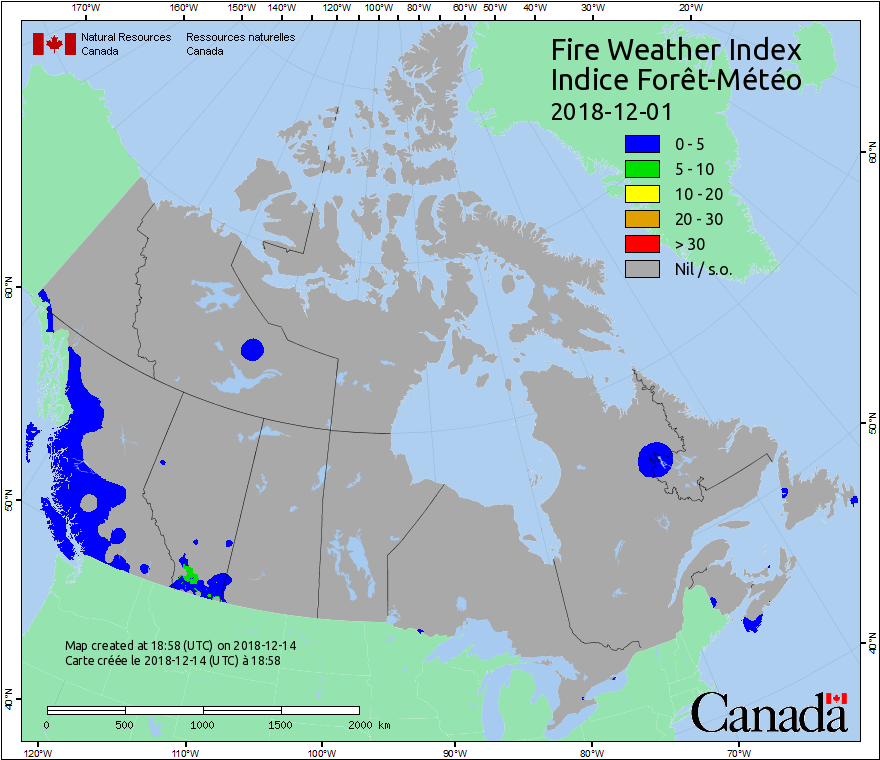 170°W 160°W 150°W 140°W 130°W 120°W 110°W 100°W 90°W 80°W 70°W 60°W 50°W 40°W 30°W 20°W
Natural Resources Canada
Ressources naturelles Canada
Fire Weather Index
Indice Forêt-Météo
2018-12-01
0 - 5
5 - 10
10 - 20
20 - 30
> 30
Nil / s.o.
60°N
50°N
40°N
60°N
50°N
40°N
Map created at 18:58 (UTC) on 2018-12-14
Carte créée le 2018-12-14 (UTC) à 18:58
0 500 1000 1500 2000 km
Canada
120°W 110°W 100°W 90°W 80°W 70°W